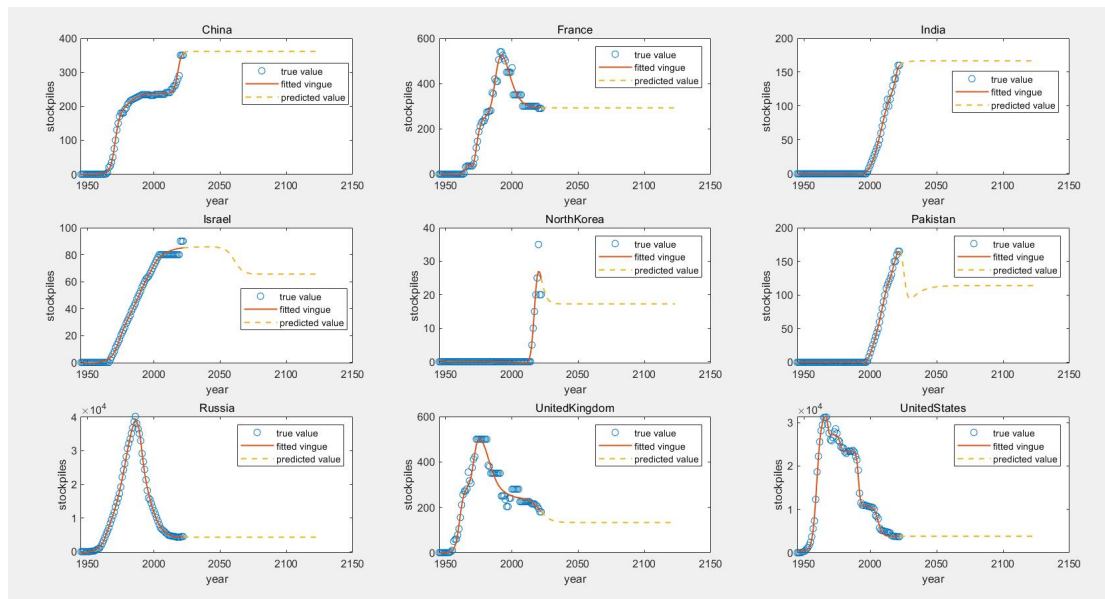 China
400
300
200
100
0
stockpiles
true value
fitted vingue
predicted value
1950 2000 2050 2100 2150
year
France
600
400
200
0
stockpiles
true value
fitted vingue
predicted value
1950 2000 2050 2100 2150
year
India
200
150
100
50
0
stockpiles
true value
fitted vingue
predicted value
1950 2000 2050 2100 2150
year
Israel
100
80
60
40
20
0
stockpiles
true value
fitted vingue
predicted value
1950 2000 2050 2100 2150
year
NorthKorea
40
30
20
10
0
stockpiles
true value
fitted vingue
predicted value
1950 2000 2050 2100 2150
year
Pakistan
200
150
100
50
0
stockpiles
true value
fitted vingue
predicted value
1950 2000 2050 2100 2150
year
Russia
×10⁴
4
3
2
1
0
stockpiles
true value
fitted vingue
predicted value
1950 2000 2050 2100 2150
year
UnitedKingdom
600
400
200
0
stockpiles
true value
fitted vingue
predicted value
1950 2000 2050 2100 2150
year
UnitedStates
×10⁴
3
2
1
0
stockpiles
true value
fitted vingue
predicted value
1950 2000 2050 2100 2150
year